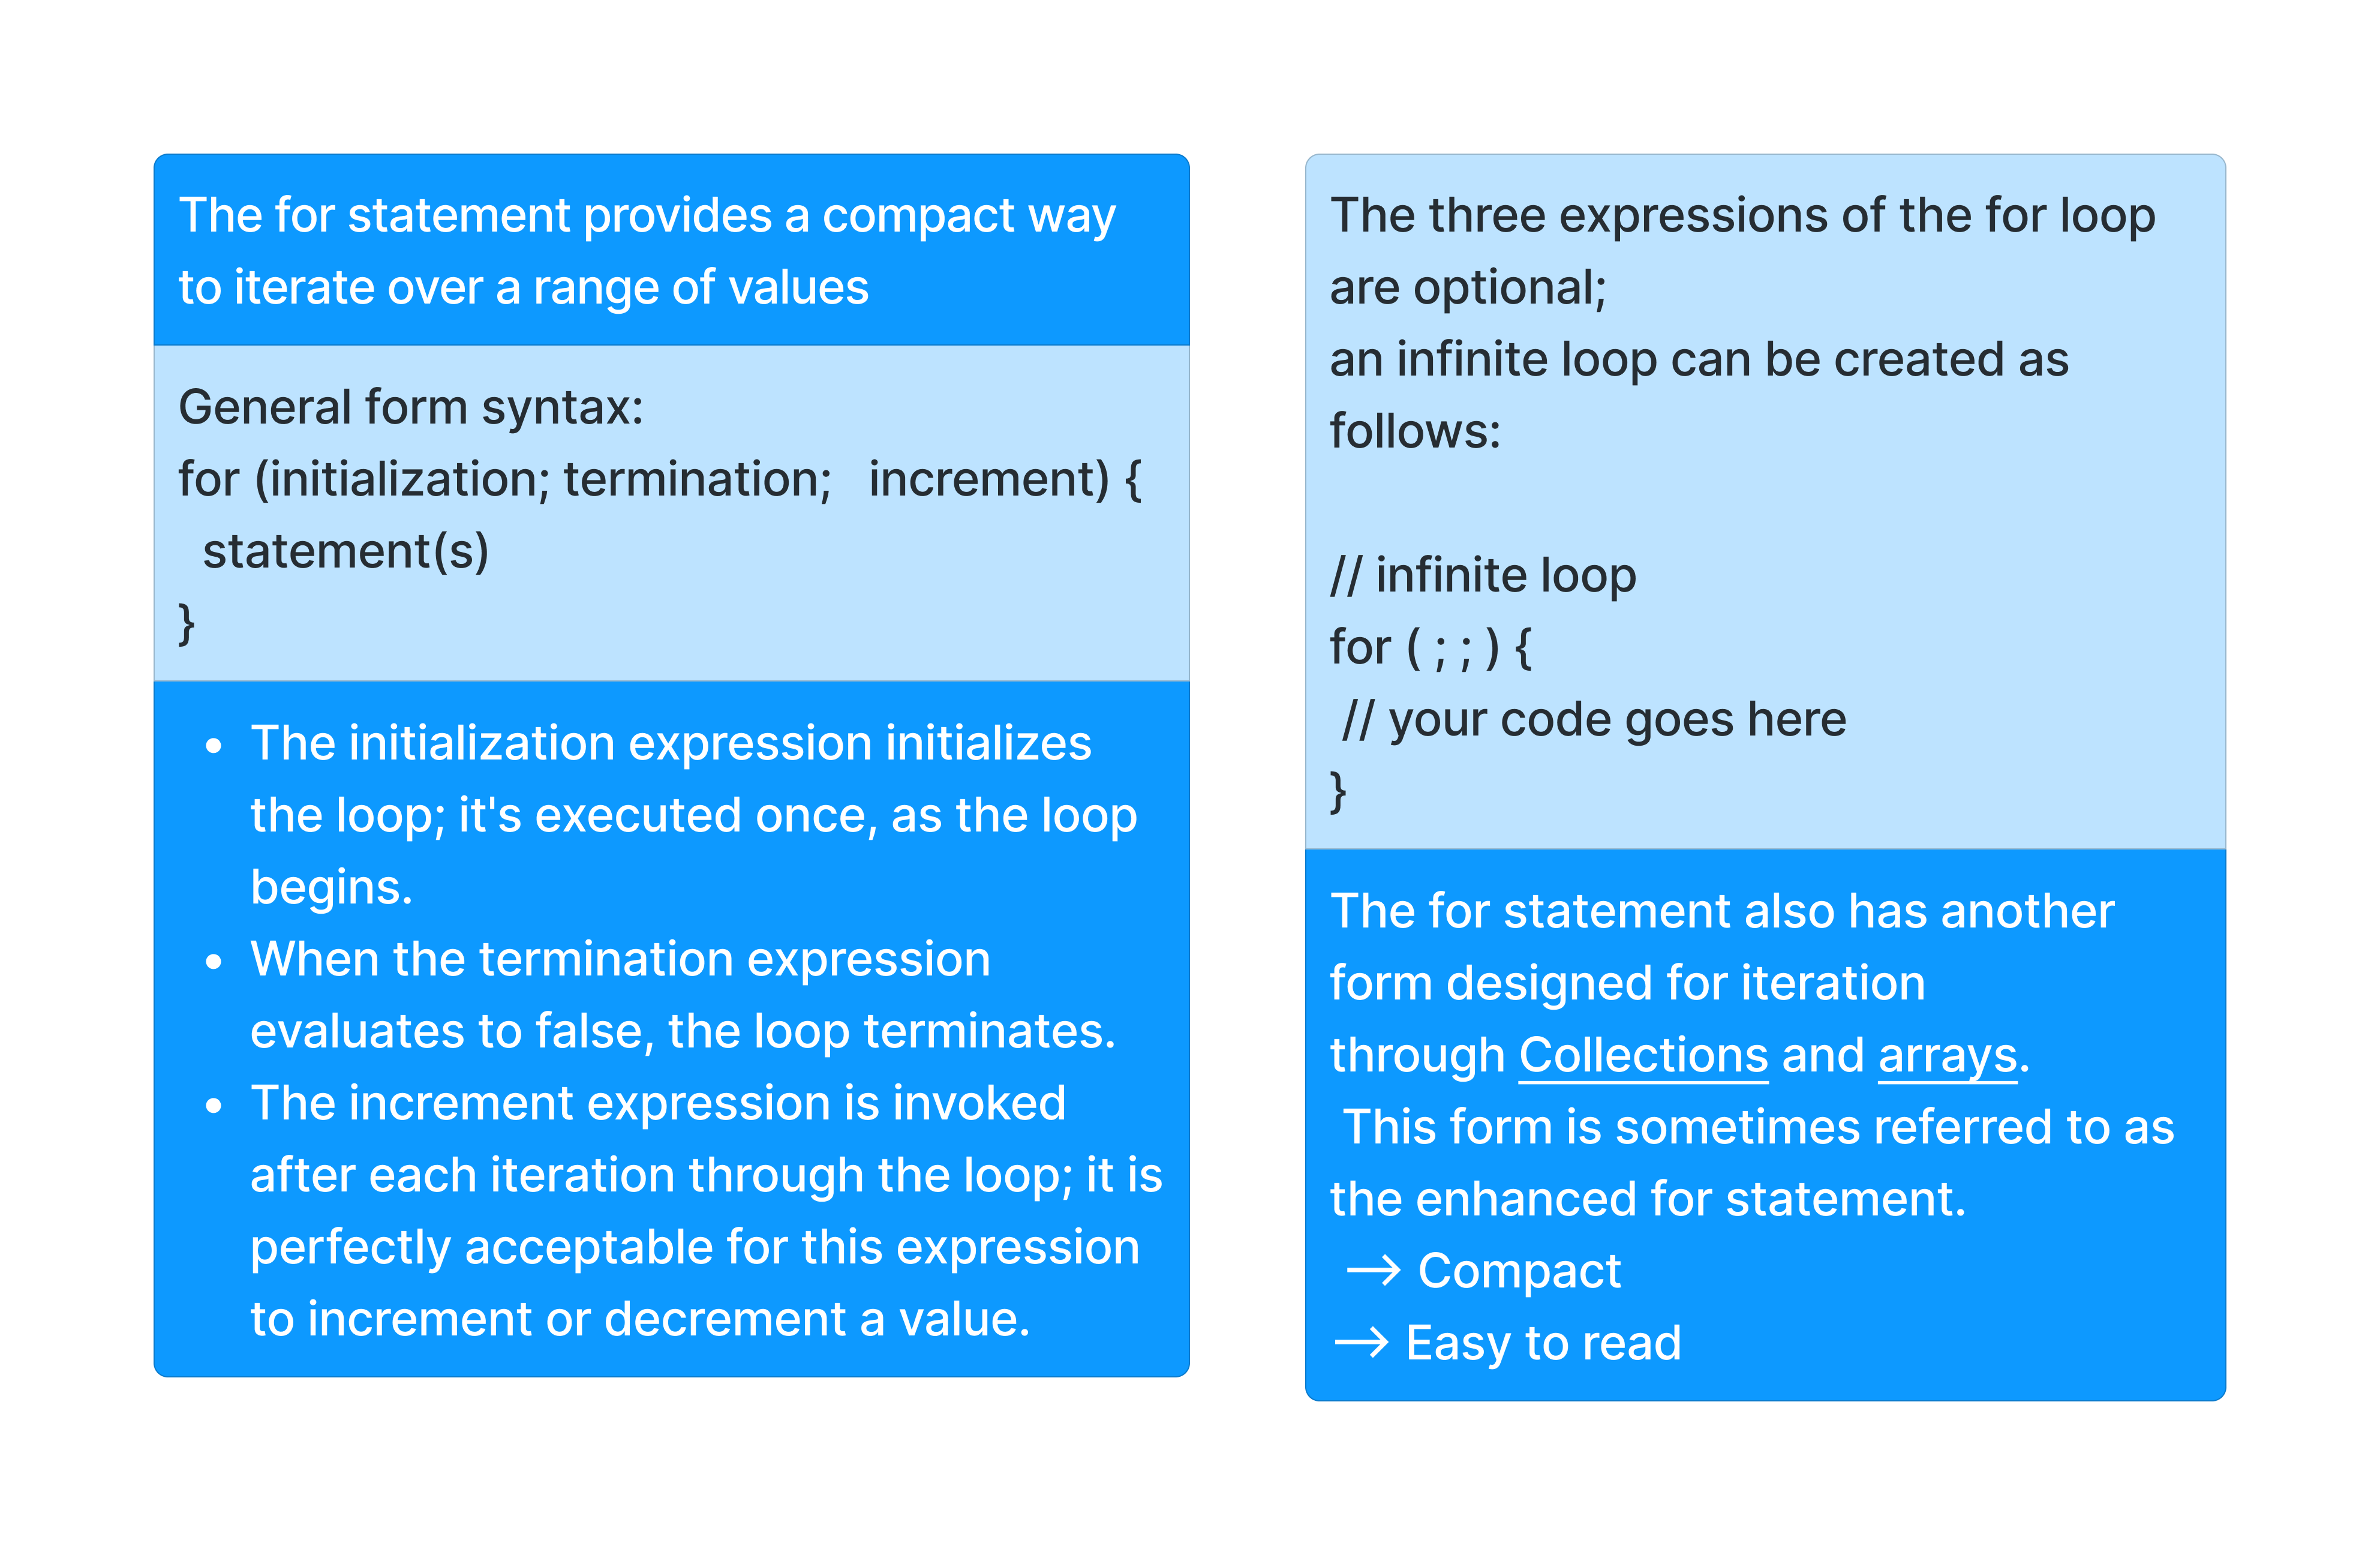 The for statement provides a compact way
to iterate over a range of values
General form syntax:
for (initialization; termination;   increment) {
  statement(s)
}
• The initialization expression initializes
the loop; it's executed once, as the loop
begins.
• When the termination expression
evaluates to false, the loop terminates.
• The increment expression is invoked
after each iteration through the loop; it is
perfectly acceptable for this expression
to increment or decrement a value.
The three expressions of the for loop
are optional;
an infinite loop can be created as
follows:
// infinite loop
for ( ; ; ) {
 // your code goes here
}
The for statement also has another
form designed for iteration
through Collections and arrays.
 This form is sometimes referred to as
the enhanced for statement.
 → Compact
→ Easy to read